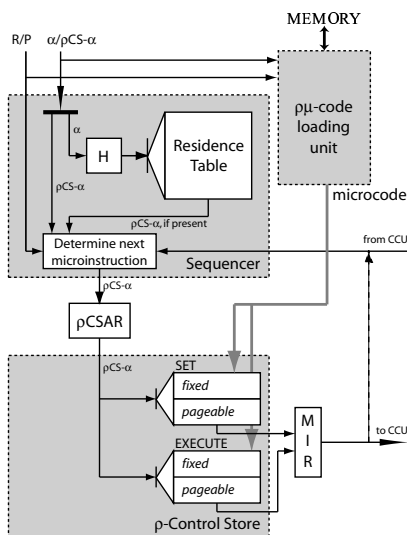 MEMORY
R/P
α/ρCS-α
ρμ-code
loading
unit
α
H
Residence
Table
ρCS-α
microcode
ρCS-α, if present
Determine next
microinstruction
from CCU
Sequencer
ρCS-α
ρCSAR
ρCS-α
SET
fixed
pageable
M
I
R
to CCU
EXECUTE
fixed
pageable
ρ-Control Store